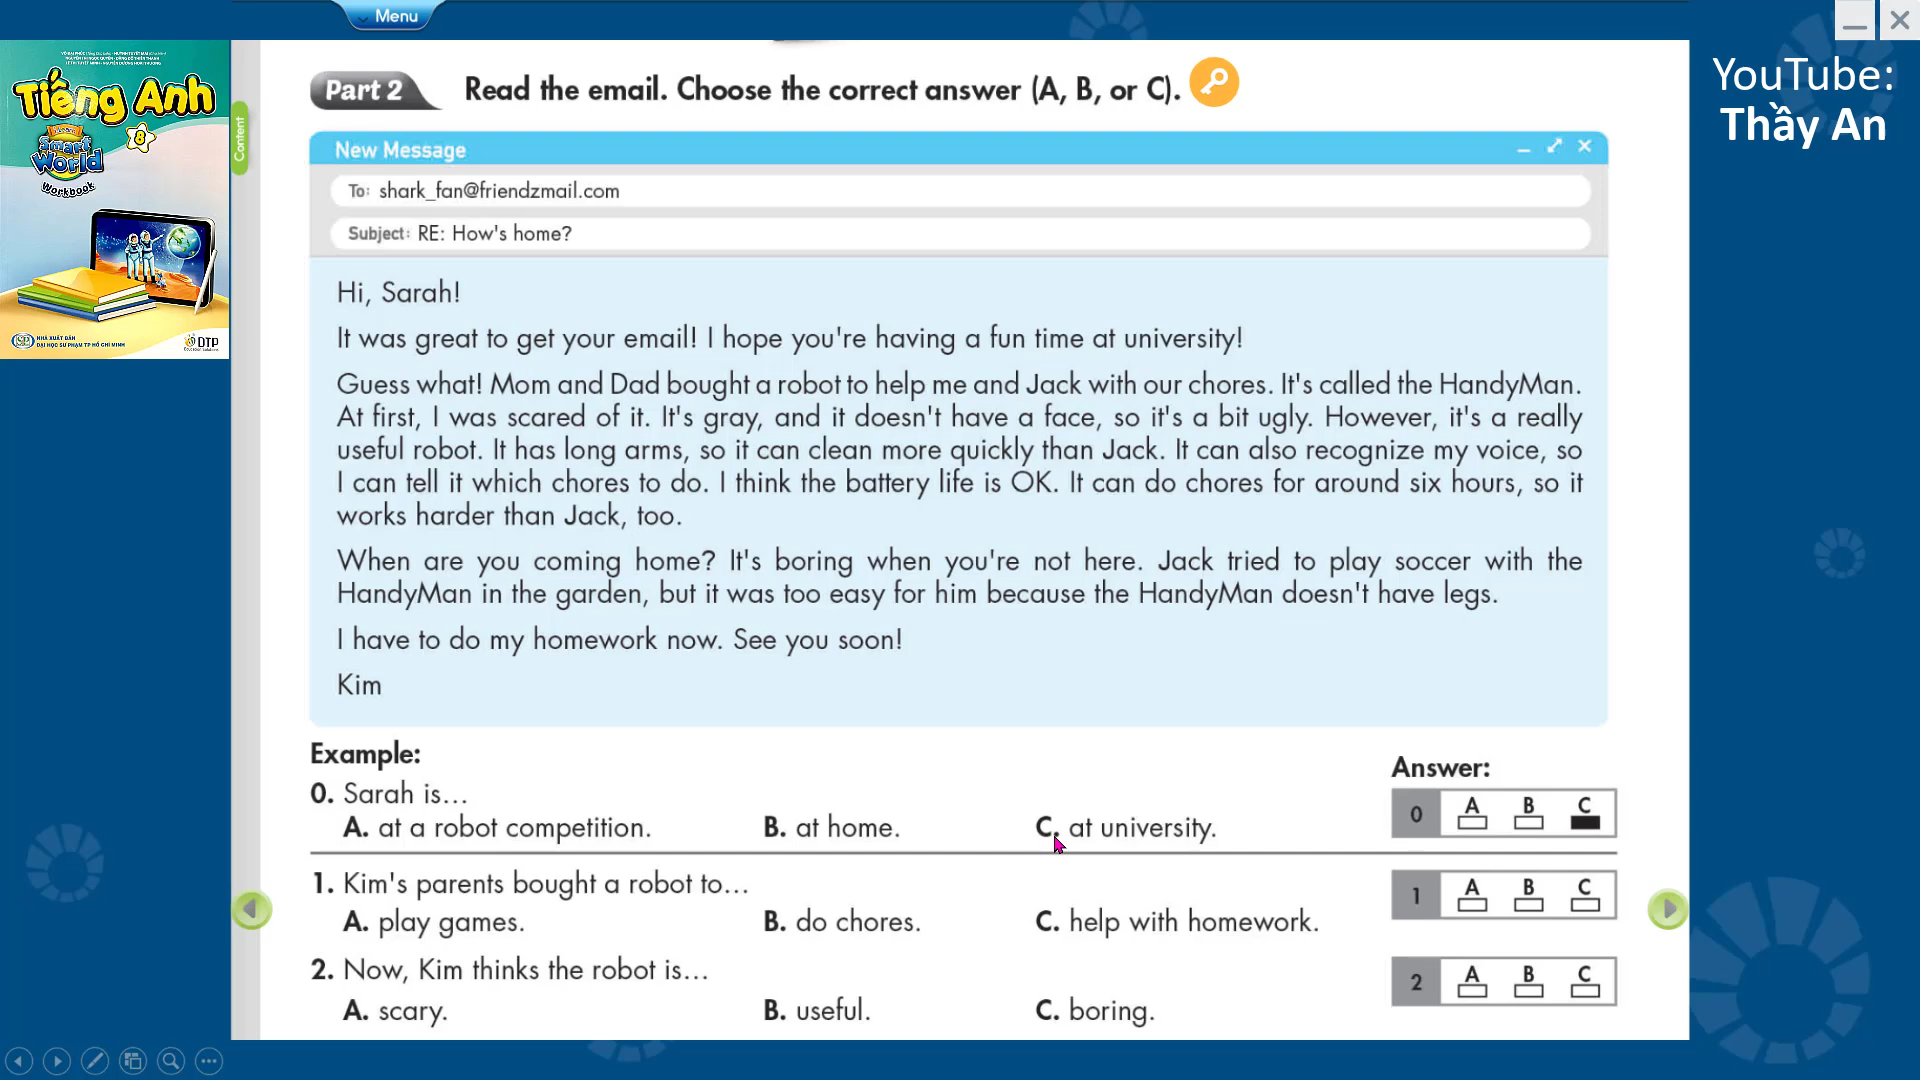 Menu
YouTube:
Thầy An
Tiếng Anh
8
Smart
World
Workbook
NHÀ XUẤT BẢN
ĐẠI HỌC SƯ PHẠM TP HỒ CHÍ MINH
DTP
Content
Part 2 Read the email. Choose the correct answer (A, B, or C).
New Message
To: shark_fan@friendzmail.com
Subject: RE: How's home?
Hi, Sarah!
It was great to get your email! I hope you're having a fun time at university!
Guess what! Mom and Dad bought a robot to help me and Jack with our chores. It's called the HandyMan.
At first, I was scared of it. It's gray, and it doesn't have a face, so it's a bit ugly. However, it's a really
useful robot. It has long arms, so it can clean more quickly than Jack. It can also recognize my voice, so
I can tell it which chores to do. I think the battery life is OK. It can do chores for around six hours, so it
works harder than Jack, too.
When are you coming home? It's boring when you're not here. Jack tried to play soccer with the
HandyMan in the garden, but it was too easy for him because the HandyMan doesn't have legs.
I have to do my homework now. See you soon!
Kim
Example:
Answer:
0. Sarah is...
A. at a robot competition. B. at home. C. at university.
0 A B C
1. Kim's parents bought a robot to...
A. play games. B. do chores. C. help with homework.
1 A B C
2. Now, Kim thinks the robot is...
A. scary. B. useful. C. boring.
2 A B C